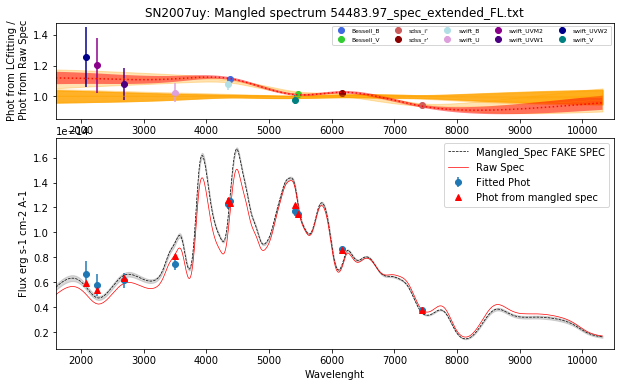 SN2007uy: Mangled spectrum 54483.97_spec_extended_FL.txt
Phot from LCfitting /
Phot from Raw Spec
1.4
1.2
1.0
Bessell_B
Bessell_V
sdss_i'
sdss_r'
swift_B
swift_U
swift_UVM2
swift_UVW1
swift_UVW2
swift_V
2000 3000 4000 5000 6000 7000 8000 9000 10000
1e−14
Flux erg s-1 cm-2 A-1
1.6
1.4
1.2
1.0
0.8
0.6
0.4
0.2
Mangled_Spec FAKE SPEC
Raw Spec
Fitted Phot
Phot from mangled spec
2000 3000 4000 5000 6000 7000 8000 9000 10000
Wavelenght